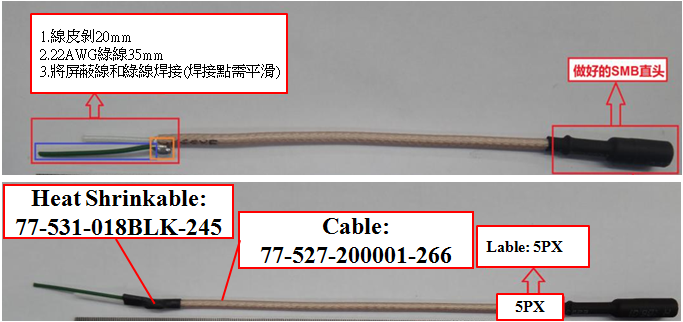 1.線皮剝20mm
2.22AWG綠線35mm
3.將屏蔽線和綠線焊接(焊接點需平滑)
做好的SMB直头
Heat Shrinkable:
77-531-018BLK-245
Cable:
77-527-200001-266
Lable: 5PX
5PX